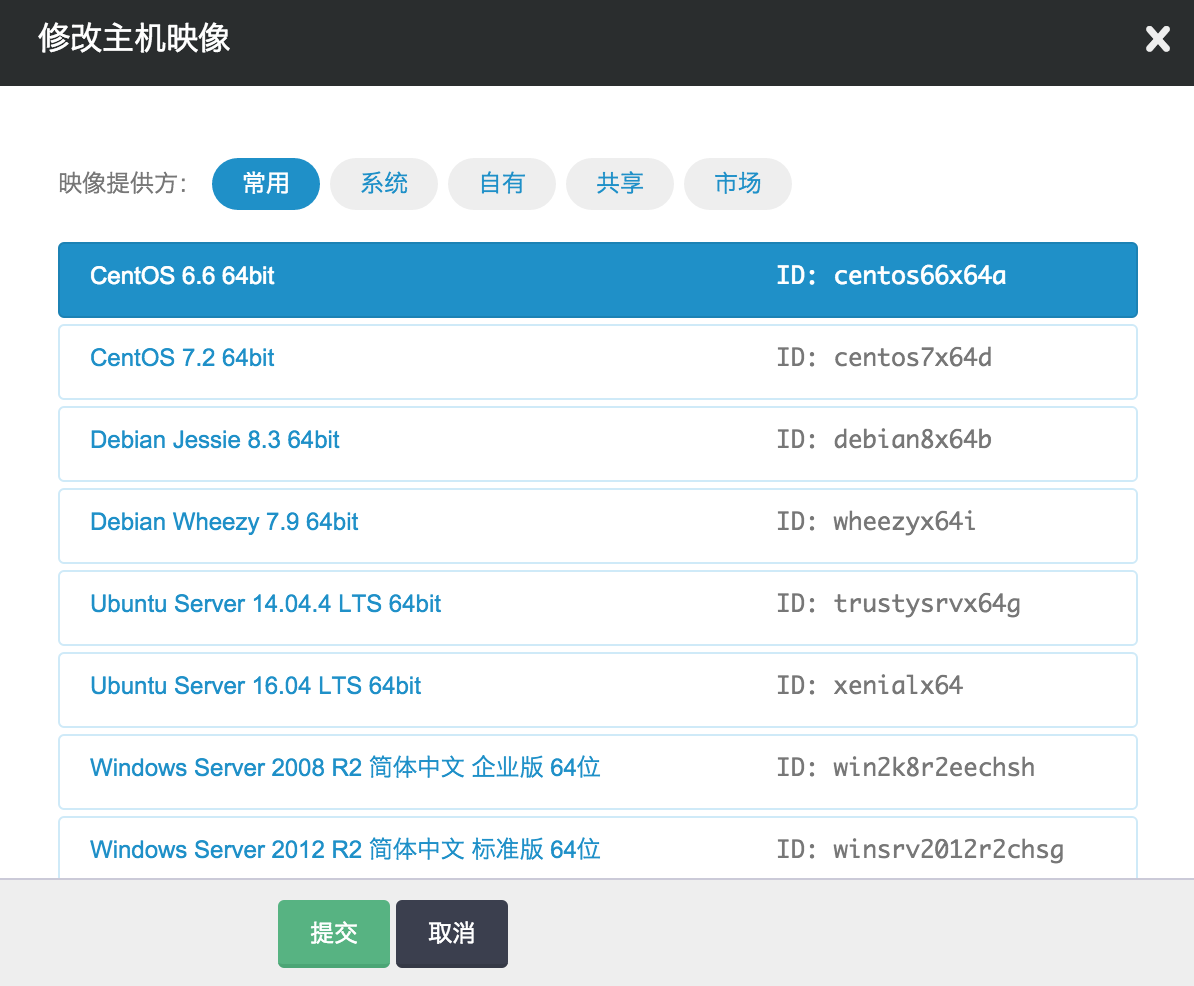 修改主机映像
映像提供方： 常用 系统 自有 共享 市场
CentOS 6.6 64bit ID: centos66x64a
CentOS 7.2 64bit ID: centos7x64d
Debian Jessie 8.3 64bit ID: debian8x64b
Debian Wheezy 7.9 64bit ID: wheezyx64i
Ubuntu Server 14.04.4 LTS 64bit ID: trustysrvx64g
Ubuntu Server 16.04 LTS 64bit ID: xenialx64
Windows Server 2008 R2 简体中文 企业版 64位 ID: win2k8r2eechsh
Windows Server 2012 R2 简体中文 标准版 64位 ID: winsrv2012r2chsg
提交 取消